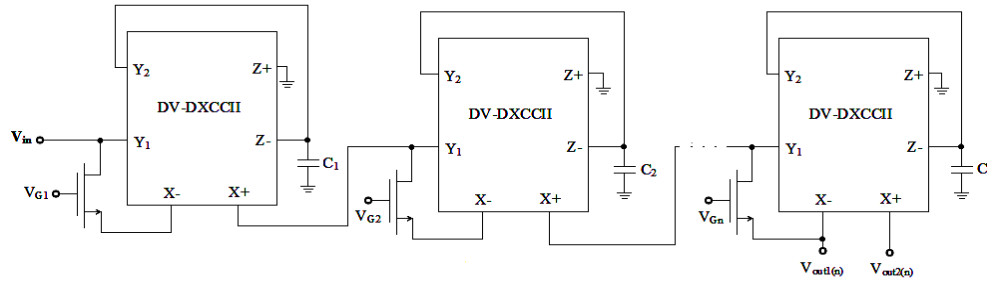 Y2 Z+
DV-DXCCII
Vin Y1 Z- C1
VG1 X- X+
Y2 Z+
DV-DXCCII
Y1 Z- C2
VG2 X- X+
Y2 Z+
DV-DXCCII
Y1 Z- C
VGn X- X+
Vout1(n) Vout2(n)